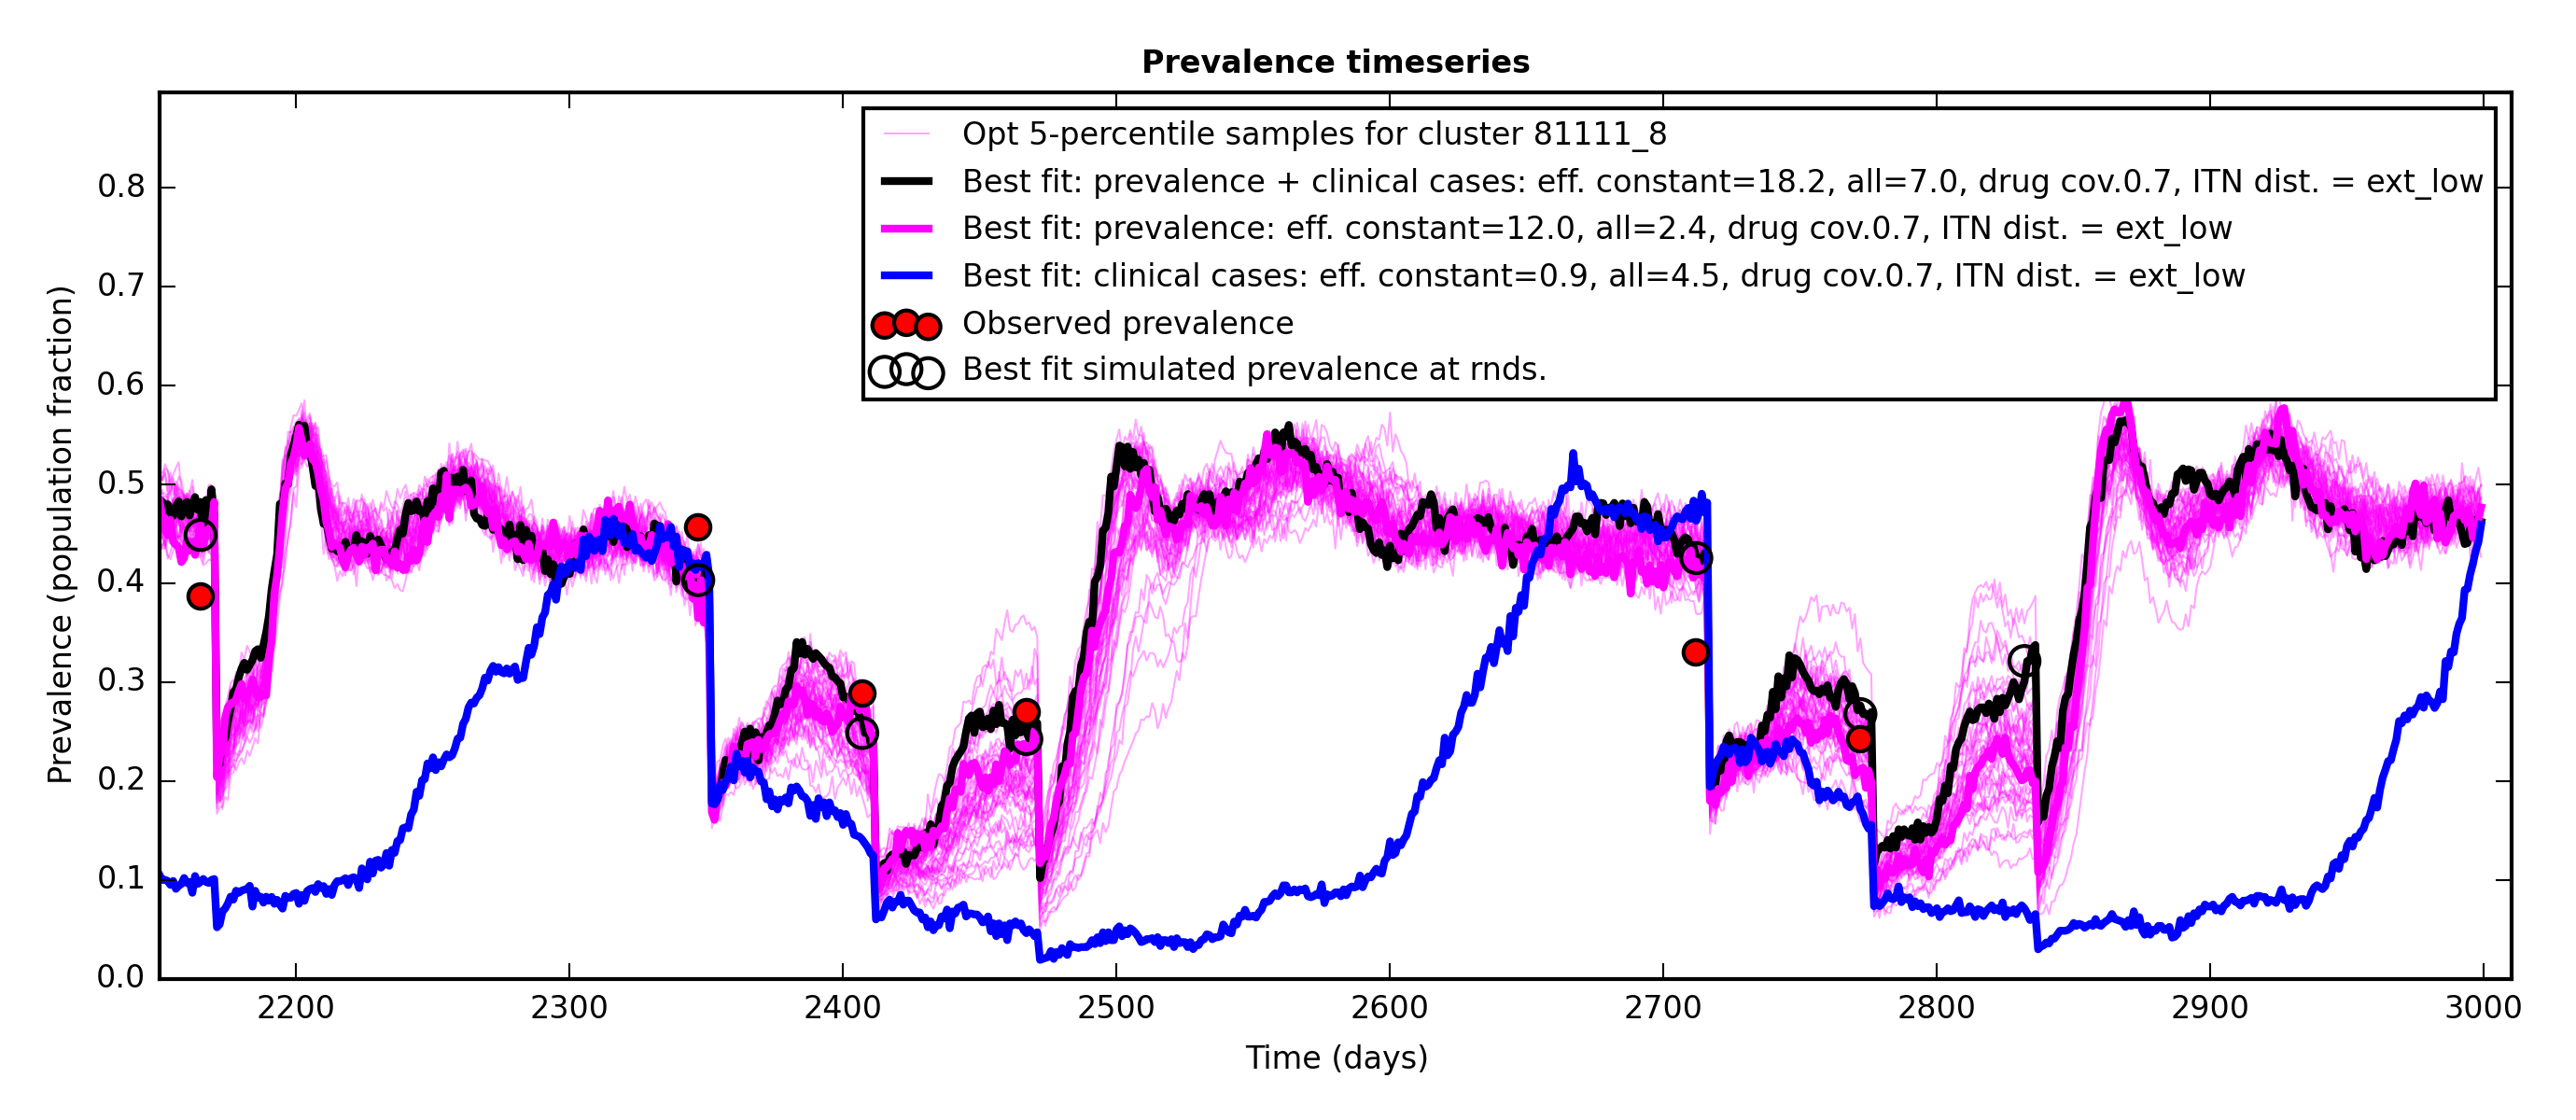 Prevalence timeseries
Opt 5-percentile samples for cluster 81111_8
Best fit: prevalence + clinical cases: eff. constant=18.2, all=7.0, drug cov.0.7, ITN dist. = ext_low
Best fit: prevalence: eff. constant=12.0, all=2.4, drug cov.0.7, ITN dist. = ext_low
Best fit: clinical cases: eff. constant=0.9, all=4.5, drug cov.0.7, ITN dist. = ext_low
Observed prevalence
Best fit simulated prevalence at rnds.
Prevalence (population fraction)
0.8
0.7
0.6
0.5
0.4
0.3
0.2
0.1
0.0
2200 2300 2400 2500 2600 2700 2800 2900 3000
Time (days)